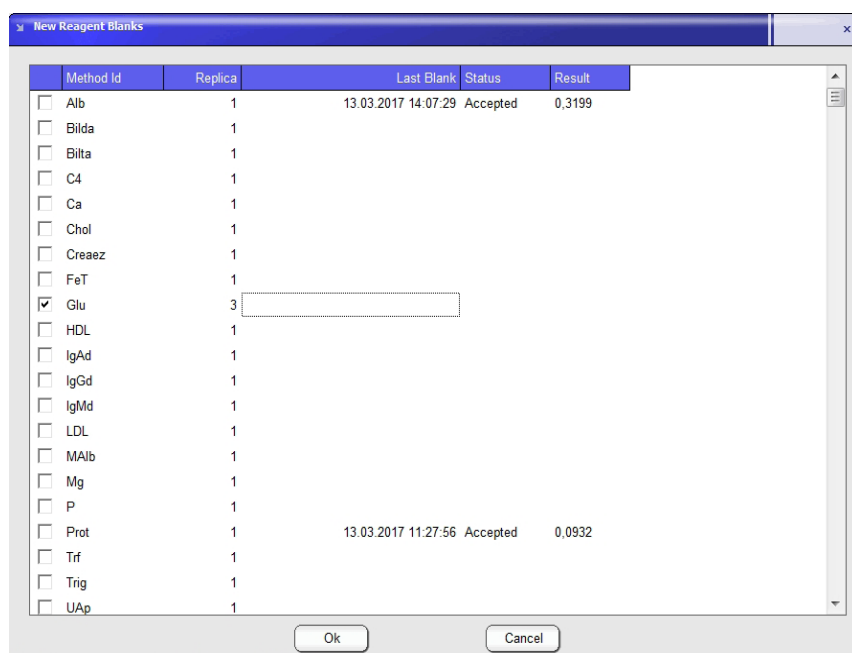 New Reagent Blanks x
Method Id Replica Last Blank Status Result
Alb 1 13.03.2017 14:07:29 Accepted 0,3199
Bilda 1
Bilta 1
C4 1
Ca 1
Chol 1
Creaez 1
FeT 1
Glu 3
HDL 1
IgAd 1
IgGd 1
IgMd 1
LDL 1
MAlb 1
Mg 1
P 1
Prot 1 13.03.2017 11:27:56 Accepted 0,0932
Trf 1
Trig 1
UAp 1
Ok Cancel